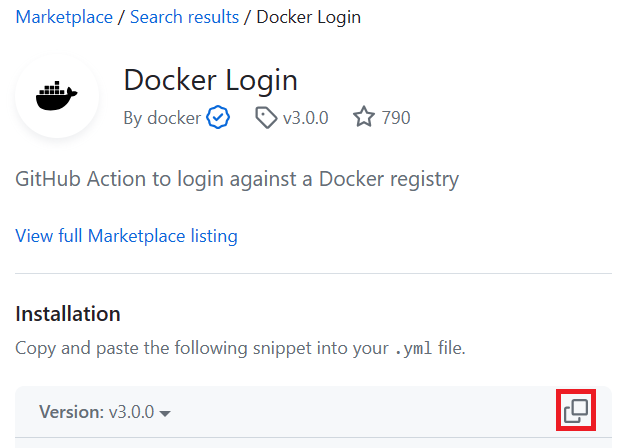 Marketplace / Search results / Docker Login
Docker Login
By docker v3.0.0 790
GitHub Action to login against a Docker registry
View full Marketplace listing
Installation
Copy and paste the following snippet into your .yml file.
Version: v3.0.0